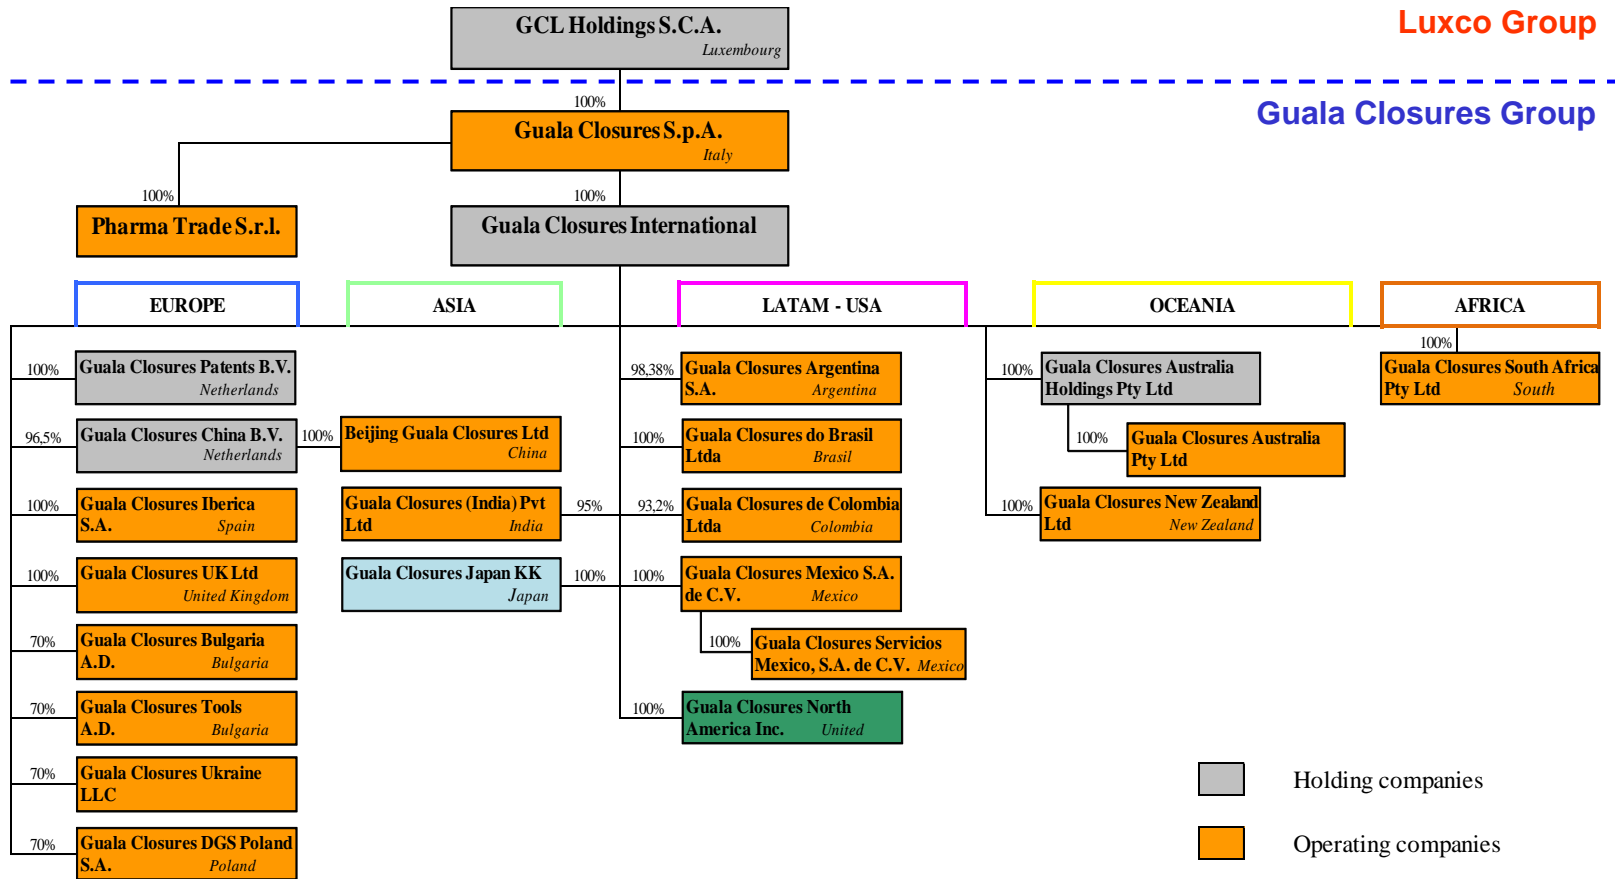 GCL Holdings S.C.A.
Luxembourg
Luxco Group
100%
Guala Closures Group
Guala Closures S.p.A.
Italy
100%
100%
Pharma Trade S.r.l.
Guala Closures International
EUROPE
ASIA
LATAM - USA
OCEANIA
AFRICA
100%
Guala Closures Patents B.V.
Netherlands
96,5%
Guala Closures China B.V.
Netherlands
100%
Guala Closures Iberica
S.A. Spain
100%
Guala Closures UK Ltd
United Kingdom
70%
Guala Closures Bulgaria
A.D. Bulgaria
70%
Guala Closures Tools
A.D. Bulgaria
70%
Guala Closures Ukraine
LLC
70%
Guala Closures DGS Poland
S.A. Poland
100%
Beijing Guala Closures Ltd
China
Guala Closures (India) Pvt
Ltd India
95%
Guala Closures Japan KK
Japan
100%
98,38%
Guala Closures Argentina
S.A. Argentina
100%
Guala Closures do Brasil
Ltda Brasil
93,2%
Guala Closures de Colombia
Ltda Colombia
100%
Guala Closures Mexico S.A.
de C.V. Mexico
100%
Guala Closures Servicios
Mexico, S.A. de C.V. Mexico
100%
Guala Closures North
America Inc. United
100%
Guala Closures Australia
Holdings Pty Ltd
100%
Guala Closures Australia
Pty Ltd
100%
Guala Closures New Zealand
Ltd New Zealand
100%
Guala Closures South Africa
Pty Ltd South
Holding companies
Operating companies